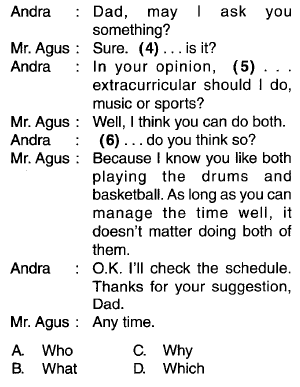 Andra : Dad, may I ask you
something?
Mr. Agus : Sure. (4) . . . is it?
Andra : In your opinion, (5) . . .
extracurricular should I do,
music or sports?
Mr. Agus : Well, I think you can do both.
Andra : (6) . . . do you think so?
Mr. Agus : Because I know you like both
playing the drums and
basketball. As long as you can
manage the time well, it
doesn't matter doing both of
them.
Andra : O.K. I'll check the schedule.
Thanks for your suggestion,
Dad.
Mr. Agus : Any time.
A. Who C. Why
B. What D. Which